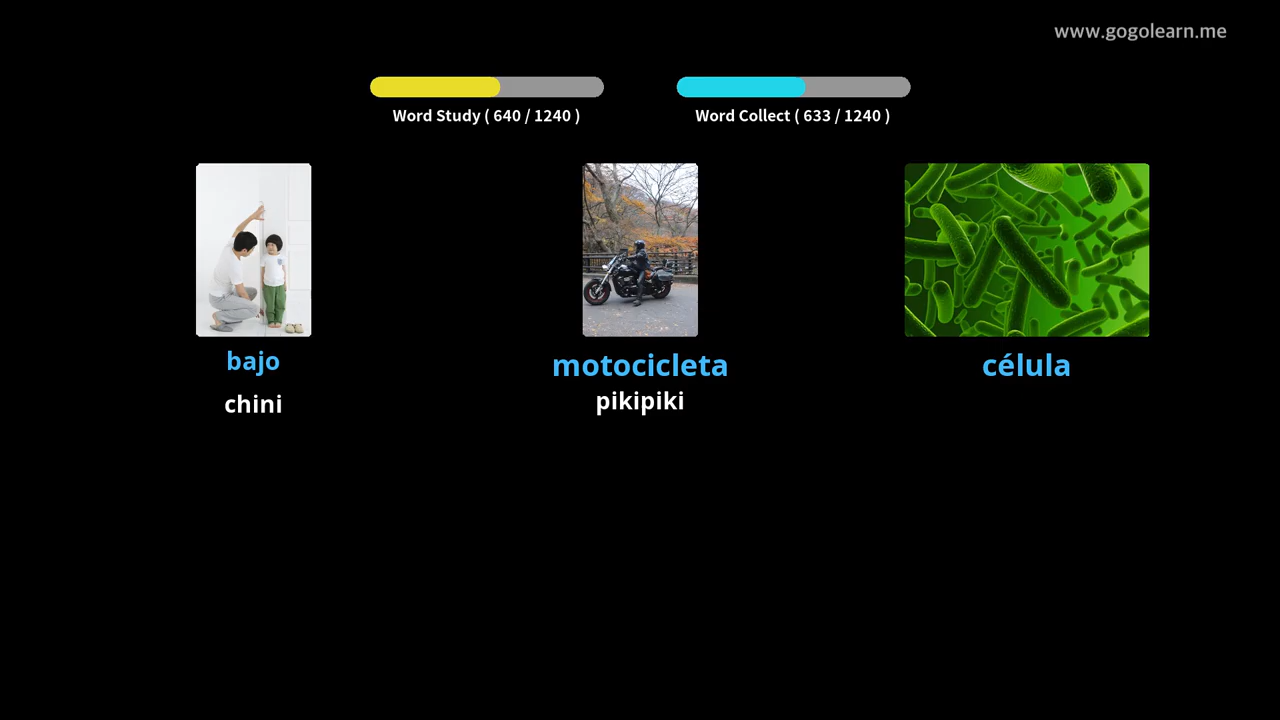 www.gogolearn.me
Word Study ( 640 / 1240 )
Word Collect ( 633 / 1240 )
bajo
motocicleta
célula
chini
pikipiki